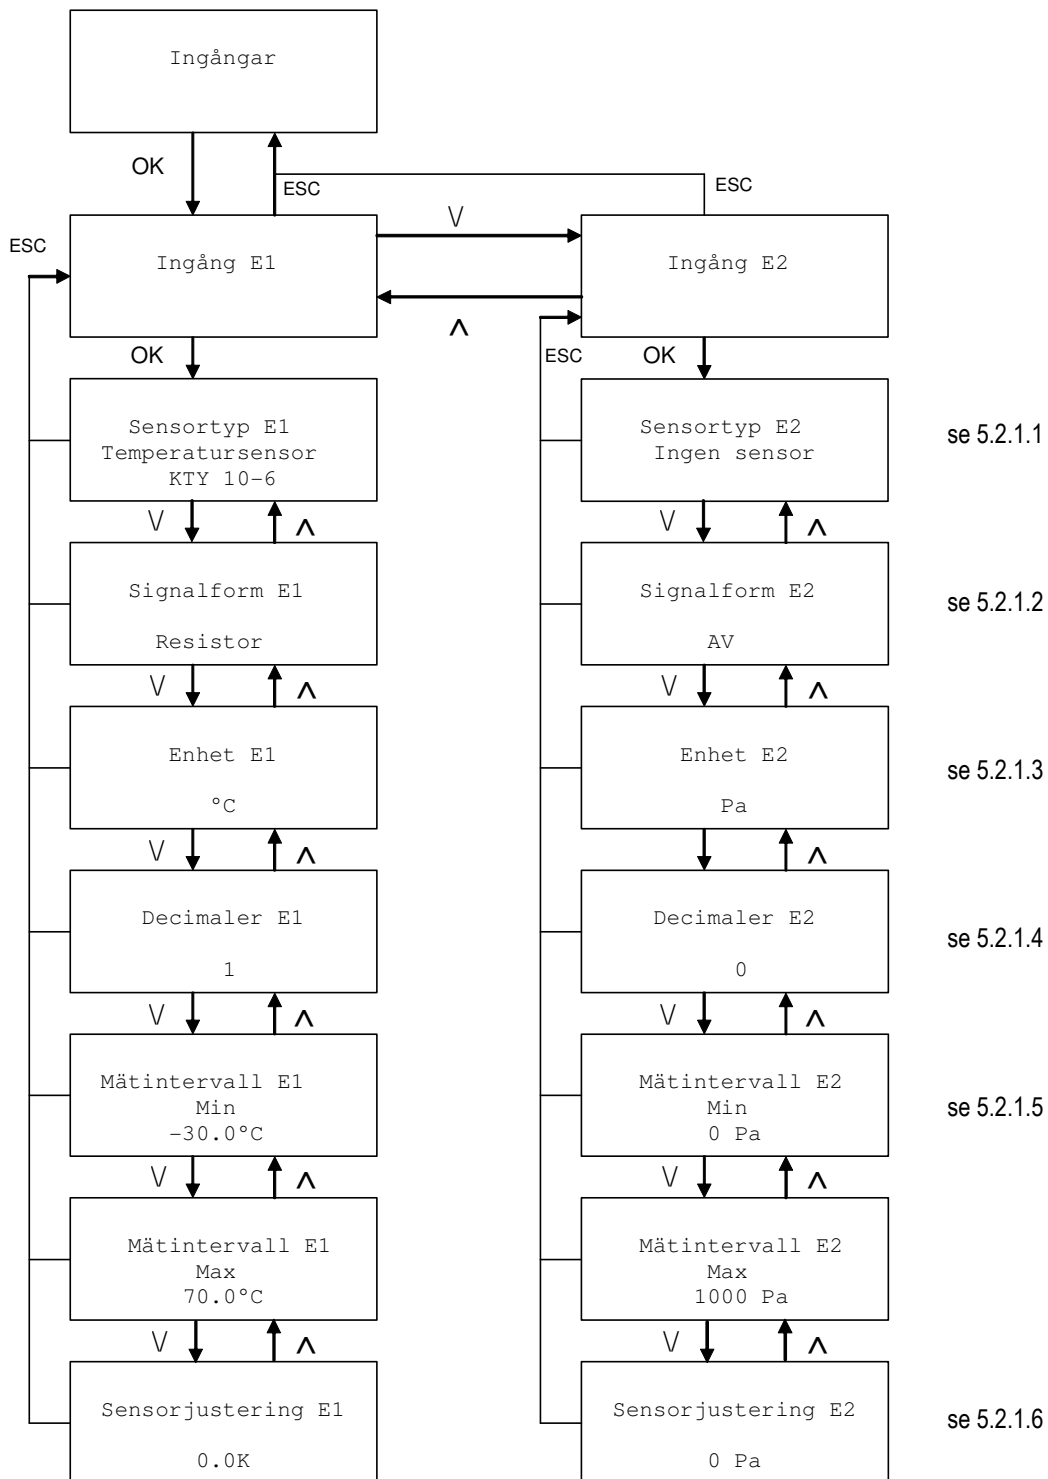 Ingångar
OK
ESC
ESC
ESC
\/
Ingång E1
Ingång E2
^
OK
ESC
OK
Sensortyp E1
Temperatursensor
KTY 10-6
Sensortyp E2
Ingen sensor
se 5.2.1.1
\/
^
\/
^
Signalform E1
Resistor
Signalform E2
AV
se 5.2.1.2
\/
^
\/
^
Enhet E1
°C
Enhet E2
Pa
se 5.2.1.3
\/
^
^
Decimaler E1
1
Decimaler E2
0
se 5.2.1.4
\/
^
\/
^
Mätintervall E1
Min
-30.0°C
Mätintervall E2
Min
0 Pa
se 5.2.1.5
\/
^
\/
^
Mätintervall E1
Max
70.0°C
Mätintervall E2
Max
1000 Pa
\/
^
\/
^
Sensorjustering E1
0.0K
Sensorjustering E2
0 Pa
se 5.2.1.6